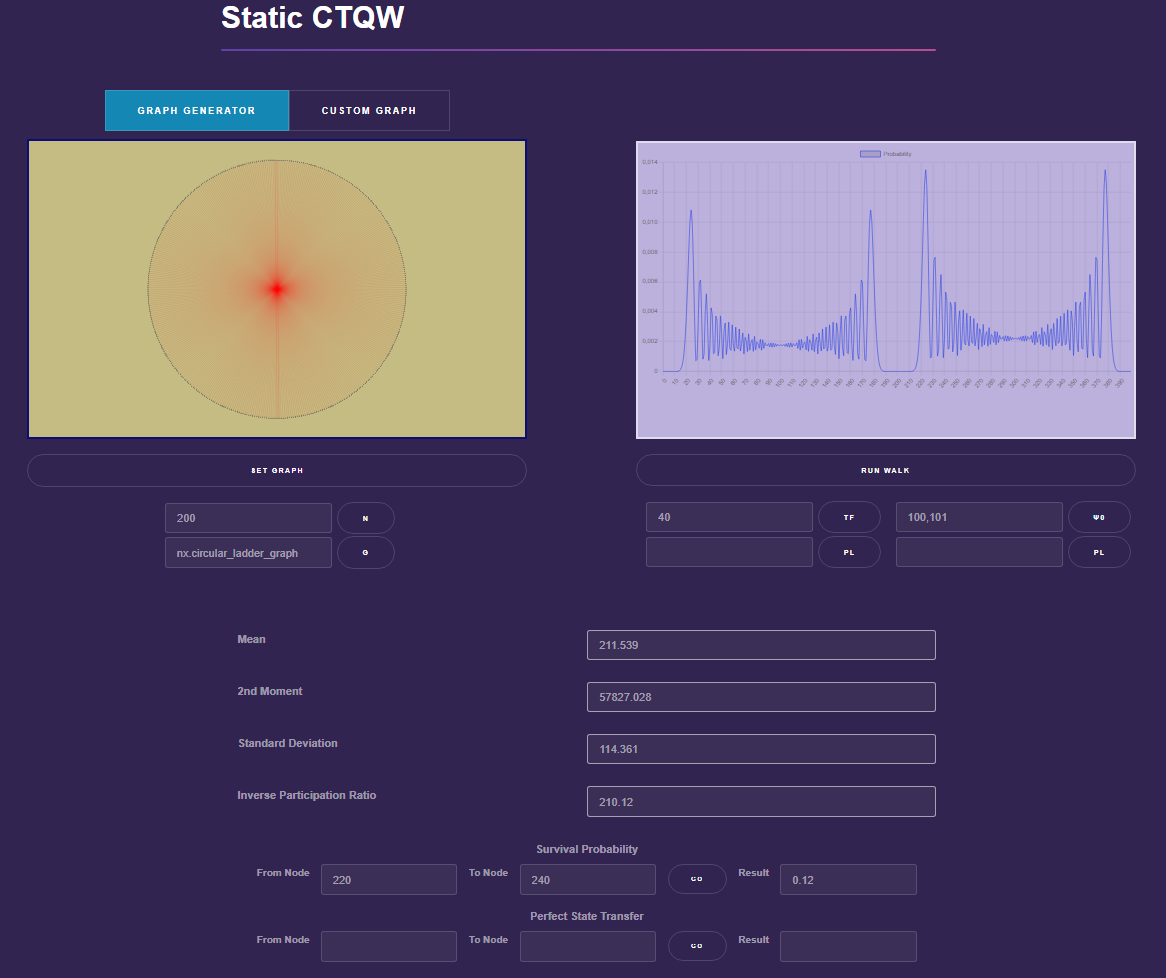 Static CTQW
GRAPH GENERATOR CUSTOM GRAPH
Probability
0,014
0,012
0,010
0,008
0,006
0,004
0,002
0
0 10 20 30 40 50 60 70 80 90 100 110 120 130 140 150 160 170 180 190 200 210 220 230 240 250 260 270 280 290 300 310 320 330 340 350 360 370 380 390
SET GRAPH RUN WALK
200 N 40 TF 100,101 Ψ0
nx.circular_ladder_graph G PL PL
Mean 211.539
2nd Moment 57827.028
Standard Deviation 114.361
Inverse Participation Ratio 210.12
Survival Probability
From Node 220 To Node 240 GO Result 0.12
Perfect State Transfer
From Node To Node GO Result